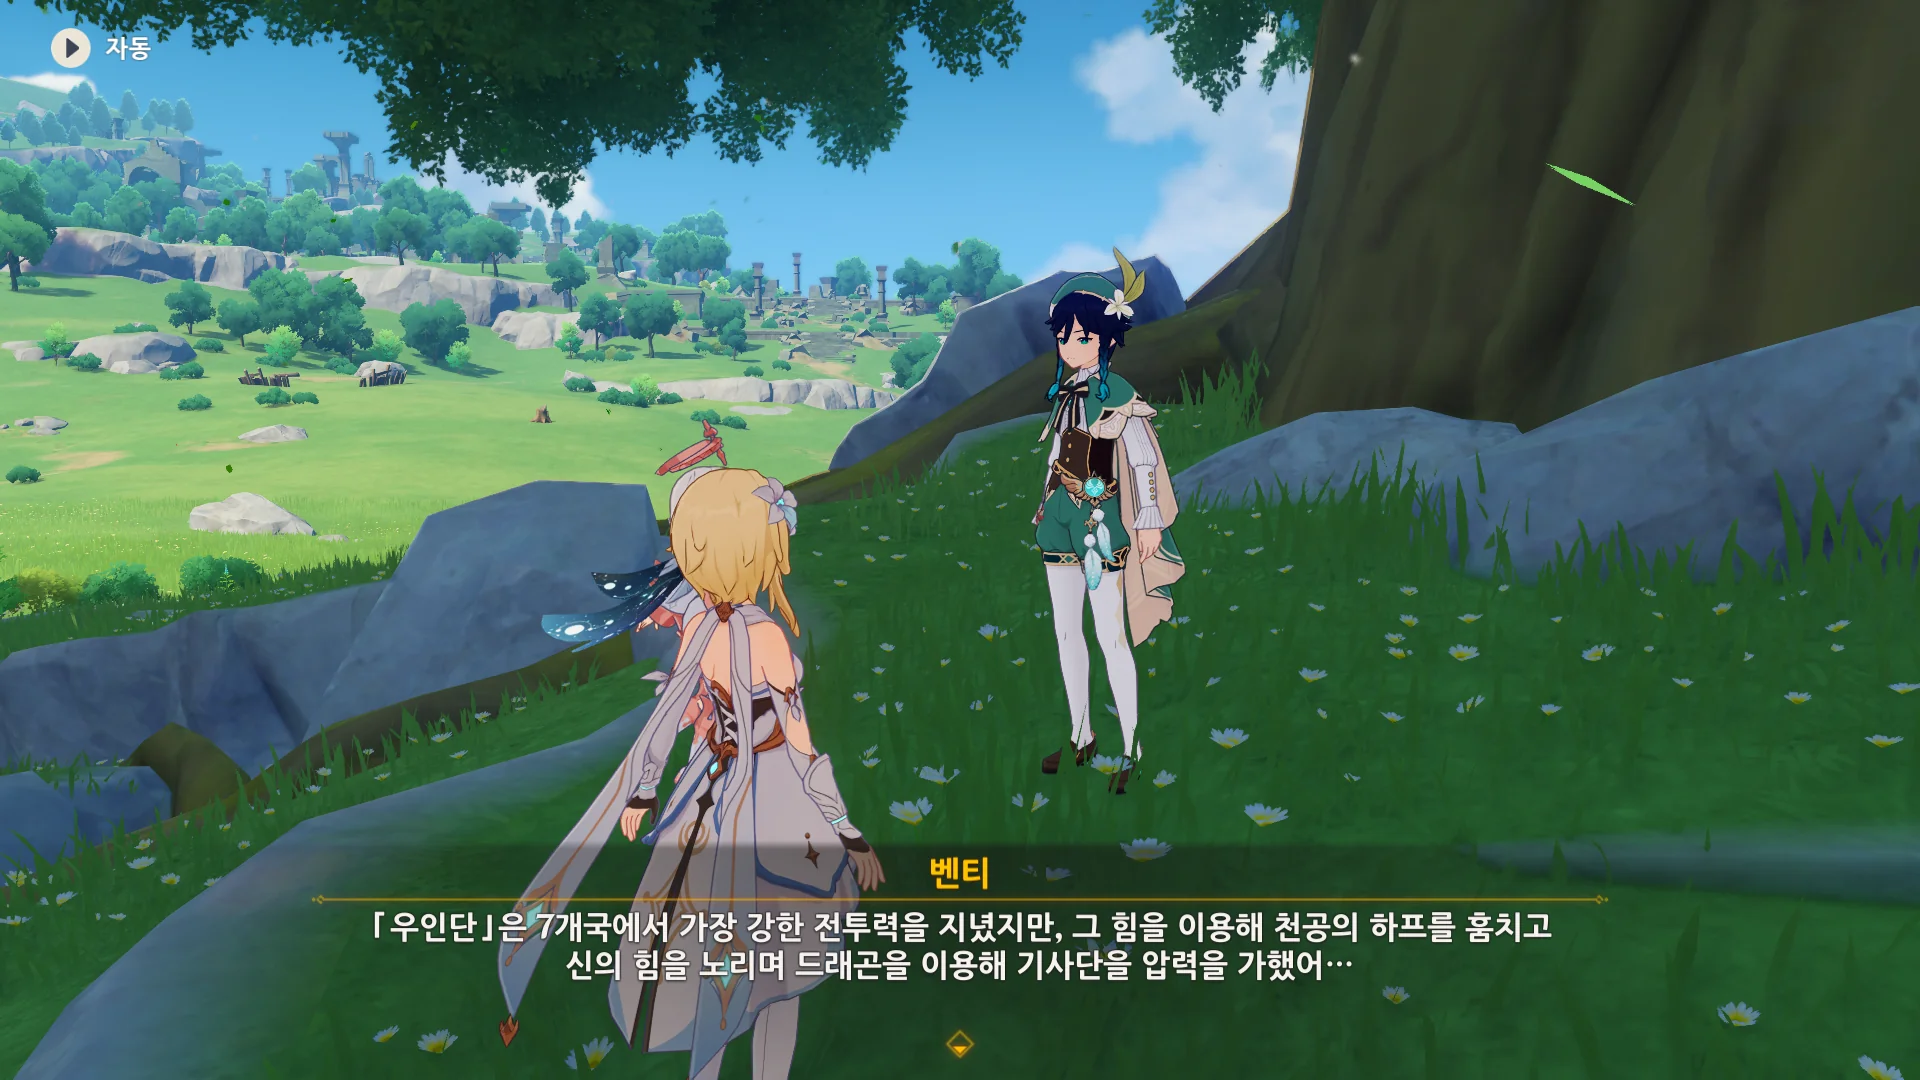 자동
벤티
「우인단」은 7개국에서 가장 강한 전투력을 지녔지만, 그 힘을 이용해 천공의 하프를 훔치고
신의 힘을 노리며 드래곤을 이용해 기사단을 압력을 가했어…